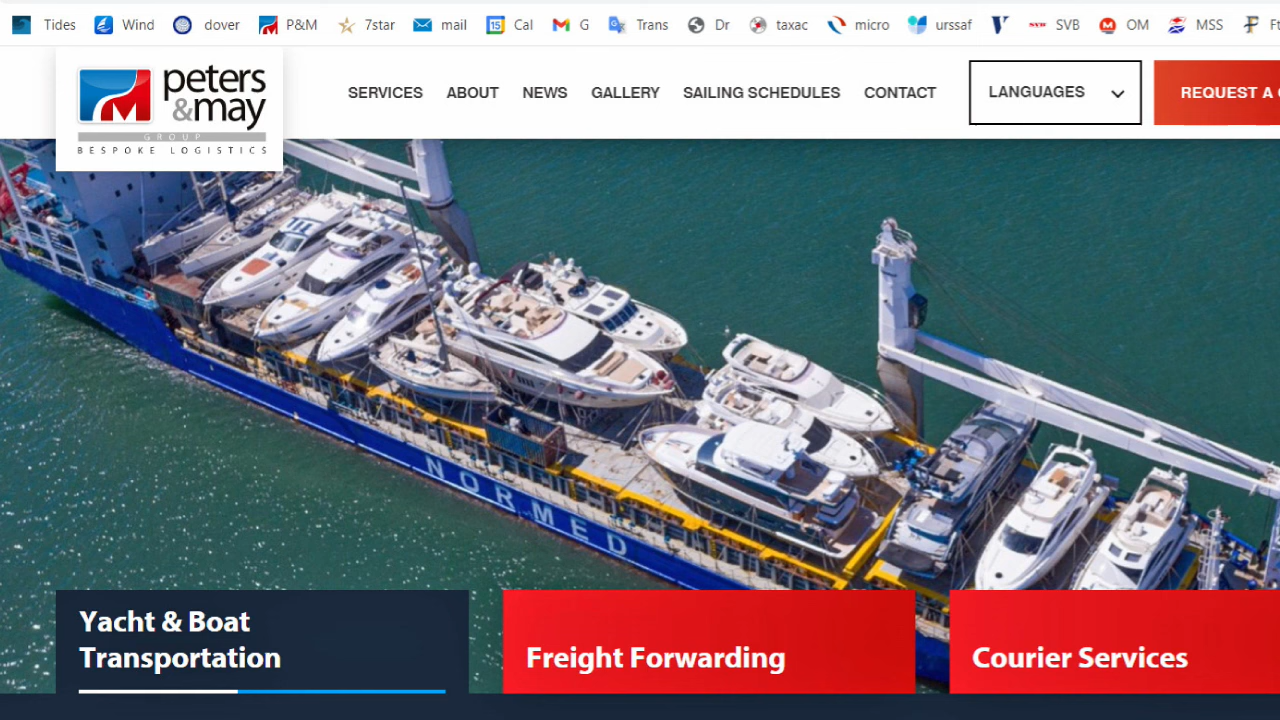 Tides Wind dover P&M 7star mail 15 Cal G Trans Dr taxac micro urssaf SVB OM MSS
peters
&may
GROUP
BESPOKE LOGISTICS
SERVICES ABOUT NEWS GALLERY SAILING SCHEDULES CONTACT LANGUAGES REQUEST A
NORMED
Yacht & Boat
Transportation
Freight Forwarding
Courier Services